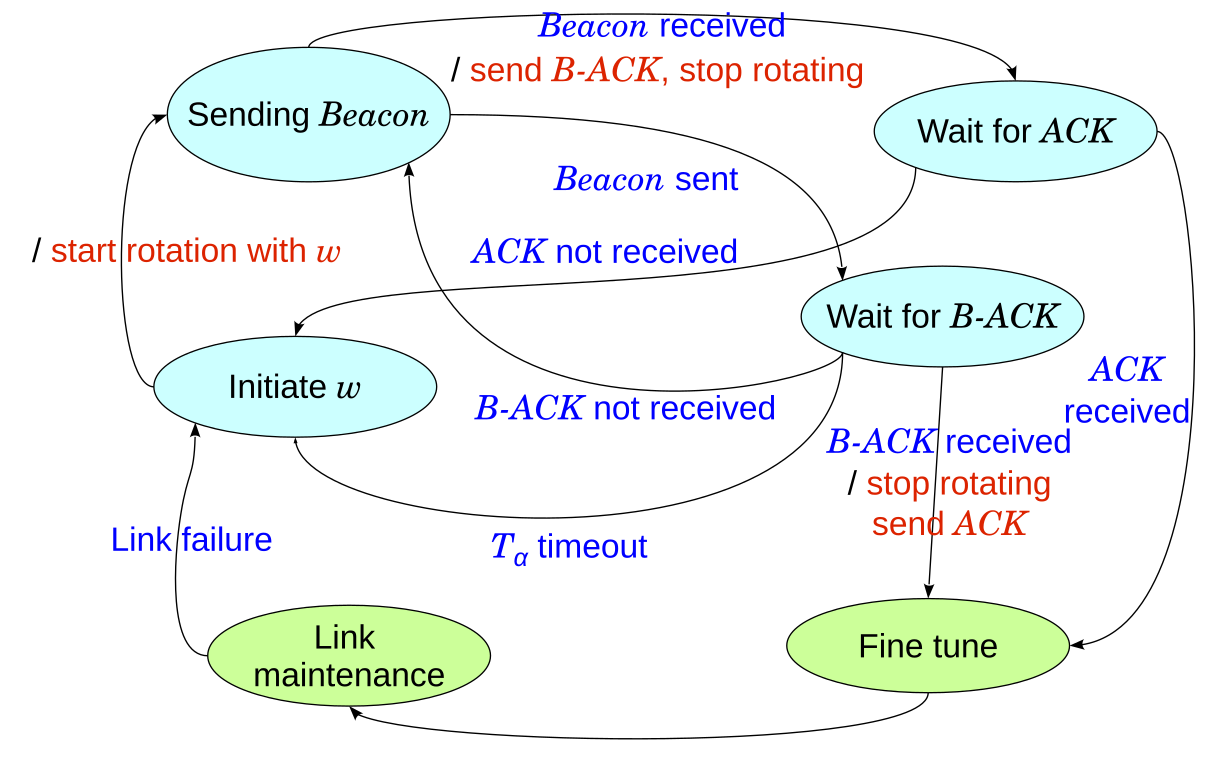 Beacon received
/ send B-ACK, stop rotating
Sending Beacon
Wait for ACK
Beacon sent
/ start rotation with w
ACK not received
Wait for B-ACK
Initiate w
ACK
received
B-ACK not received
B-ACK received
/ stop rotating
send ACK
Link failure
Tα timeout
Link
maintenance
Fine tune